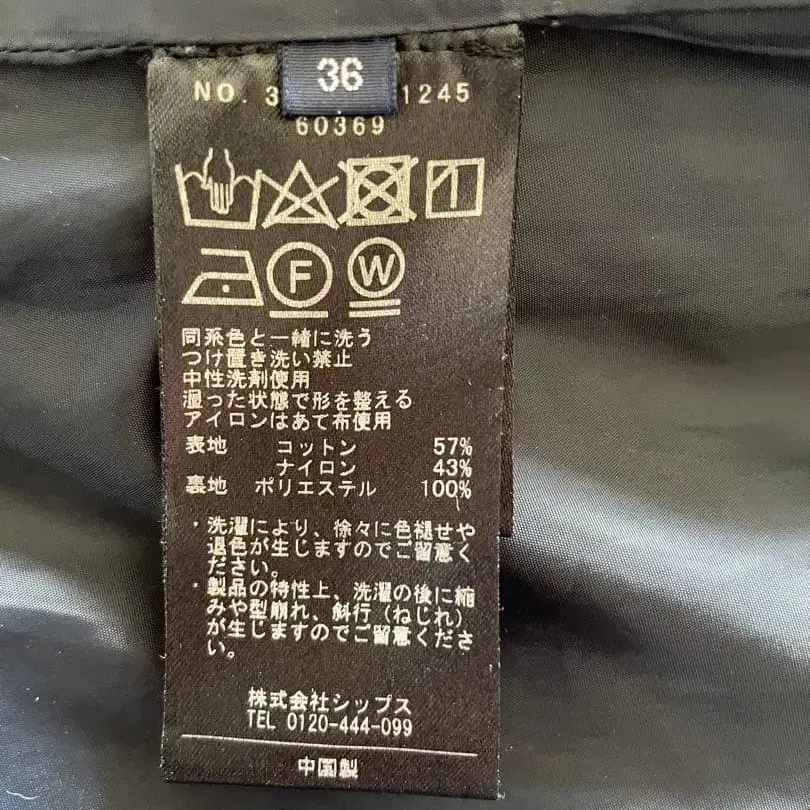 36
NO. 3 1245
60369
F W
同系色と一緒に洗う
つけ置き洗い禁止
中性洗剤使用
湿った状態で形を整える
アイロンはあて布使用
表地 コットン 57%
ナイロン 43%
裏地 ポリエステル 100%
・洗濯により、徐々に色褪せや
退色が生じますのでご留意く
ださい。
・製品の特性上、洗濯の後に縮
みや型崩れ、斜行(ねじれ)
が生じますのでご留意くださ
い。
株式会社シップス
TEL 0120-444-099
中国製